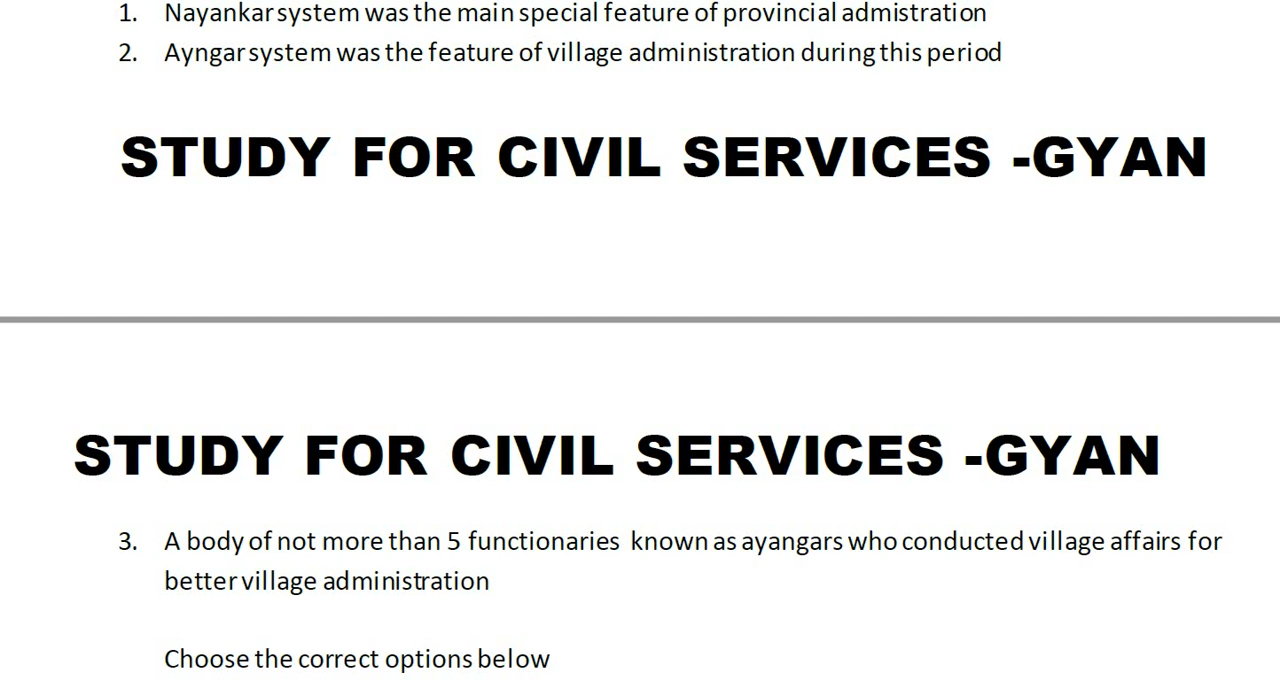 1. Nayankar system was the main special feature of provincial admistration
2. Ayngar system was the feature of village administration during this period
STUDY FOR CIVIL SERVICES -GYAN
STUDY FOR CIVIL SERVICES -GYAN
3. A body of not more than 5 functionaries known as ayangars who conducted village affairs for
better village administration
Choose the correct options below